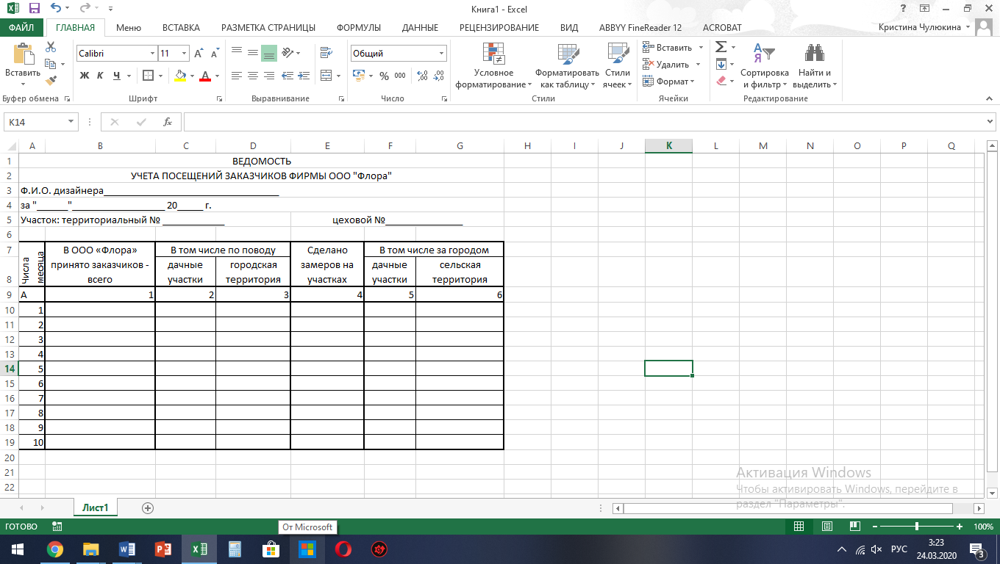 Книга1 - Excel
ФАЙЛ ГЛАВНАЯ Меню ВСТАВКА РАЗМЕТКА СТРАНИЦЫ ФОРМУЛЫ ДАННЫЕ РЕЦЕНЗИРОВАНИЕ ВИД ABBYY FineReader 12 ACROBAT Кристина Чулюкина
Вставить
Calibri 11
Ж К Ч
Общий
% 000
Условное форматирование
Форматировать как таблицу
Стили ячеек
Вставить
Удалить
Формат
Сортировка и фильтр
Найти и выделить
Буфер обмена Шрифт Выравнивание Число Стили Ячейки Редактирование
K14 fx
A B C D E F G H I J K L M N O P Q
1 ВЕДОМОСТЬ
2 УЧЕТА ПОСЕЩЕНИЙ ЗАКАЗЧИКОВ ФИРМЫ ООО "Флора"
3 Ф.И.О. дизайнера__________________________________
4 за "______"__________________ 20_____ г.
5 Участок: территориальный № ____________ цеховой №_______________
6
7 В ООО «Флора» В том числе по поводу Сделано В том числе за городом
Числа месяца
принято заказчиков - дачные городская замеров на дачные сельская
8 всего участки территория участках участки территория
9 А 1 2 3 4 5 6
10 1
11 2
12 3
13 4
14 5
15 6
16 7
17 8
18 9
19 10
20
21
22
Активация Windows
Чтобы активировать Windows, перейдите в
раздел "Параметры".
Лист1
ГОТОВО 100%
От Microsoft
РУС 3:23
24.03.2020 3